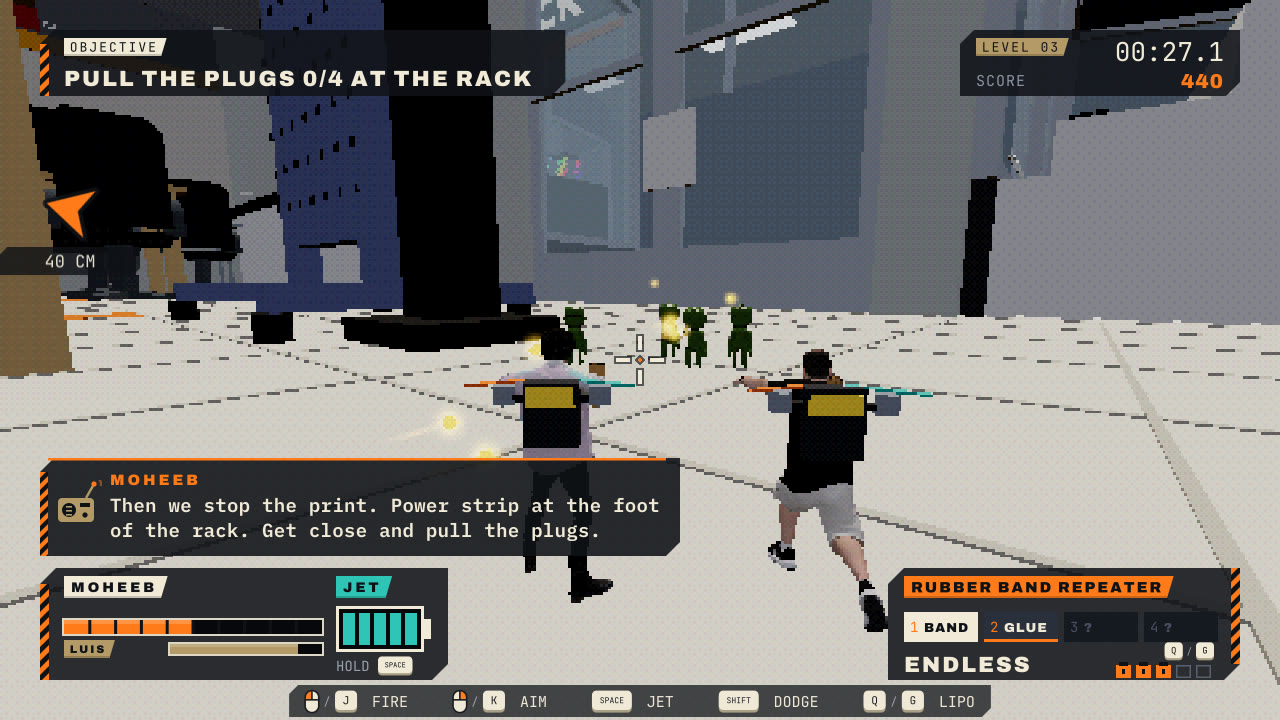 OBJECTIVE
PULL THE PLUGS 0/4 AT THE RACK
LEVEL 03
00:27.1
SCORE
440
40 CM
MOHEEB
Then we stop the print. Power strip at the foot
of the rack. Get close and pull the plugs.
MOHEEB
JET
LUIS
HOLD SPACE
RUBBER BAND REPEATER
1 BAND
2 GLUE
3 ?
4 ?
Q / G
ENDLESS
/ J FIRE
/ K AIM
SPACE JET
SHIFT DODGE
Q / G LIPO